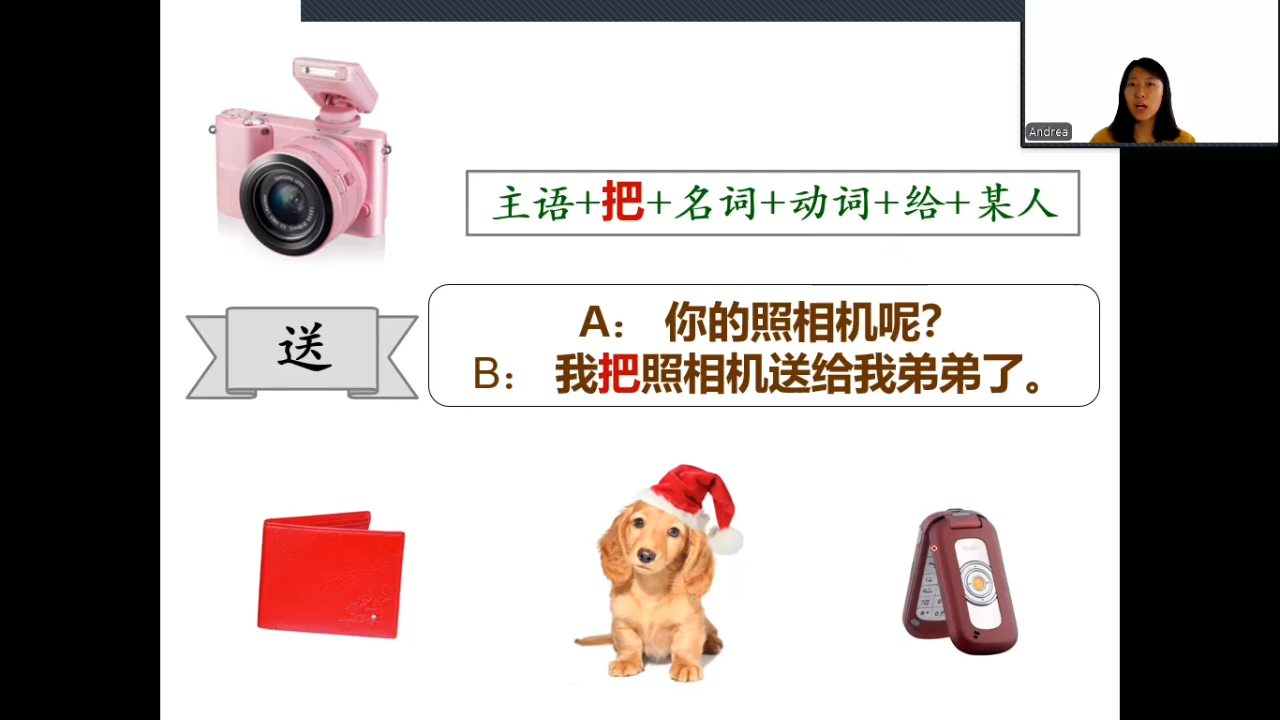 Andrea
主语+把+名词+动词+给+某人
送
A： 你的照相机呢?
B： 我把照相机送给我弟弟了。